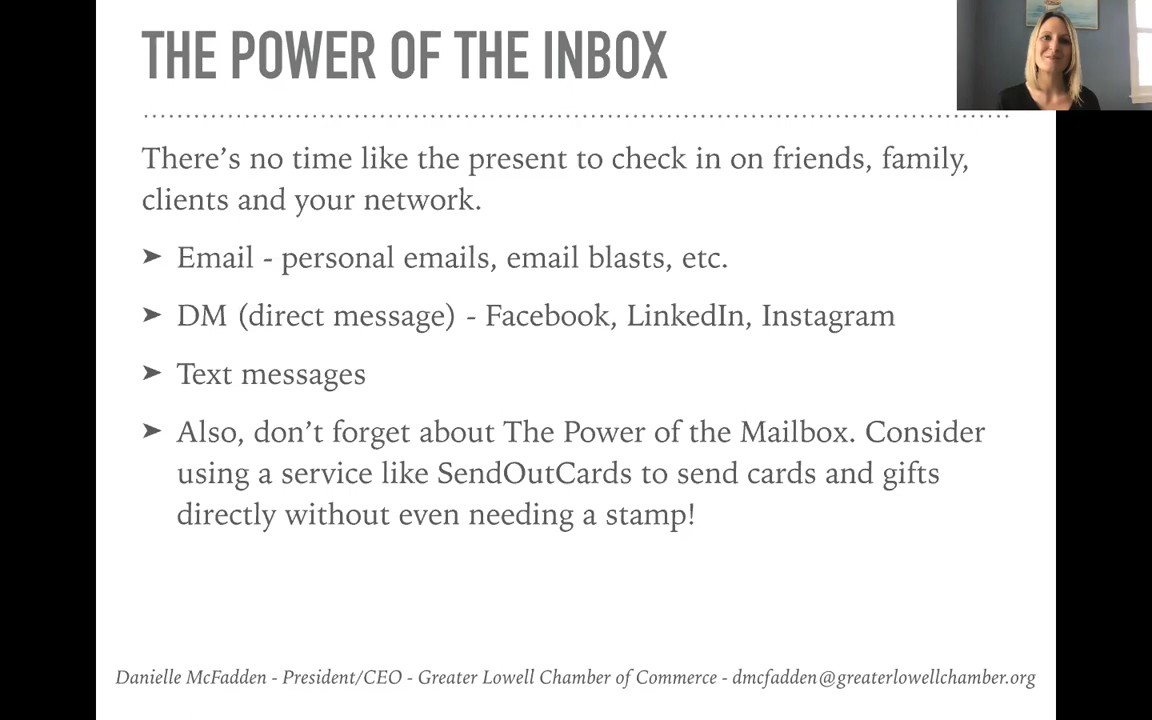 THE POWER OF THE INBOX
There’s no time like the present to check in on friends, family,
clients and your network.
➤ Email - personal emails, email blasts, etc.
➤ DM (direct message) - Facebook, LinkedIn, Instagram
➤ Text messages
➤ Also, don’t forget about The Power of the Mailbox. Consider
using a service like SendOutCards to send cards and gifts
directly without even needing a stamp!
Danielle McFadden - President/CEO - Greater Lowell Chamber of Commerce - dmcfadden@greaterlowellchamber.org